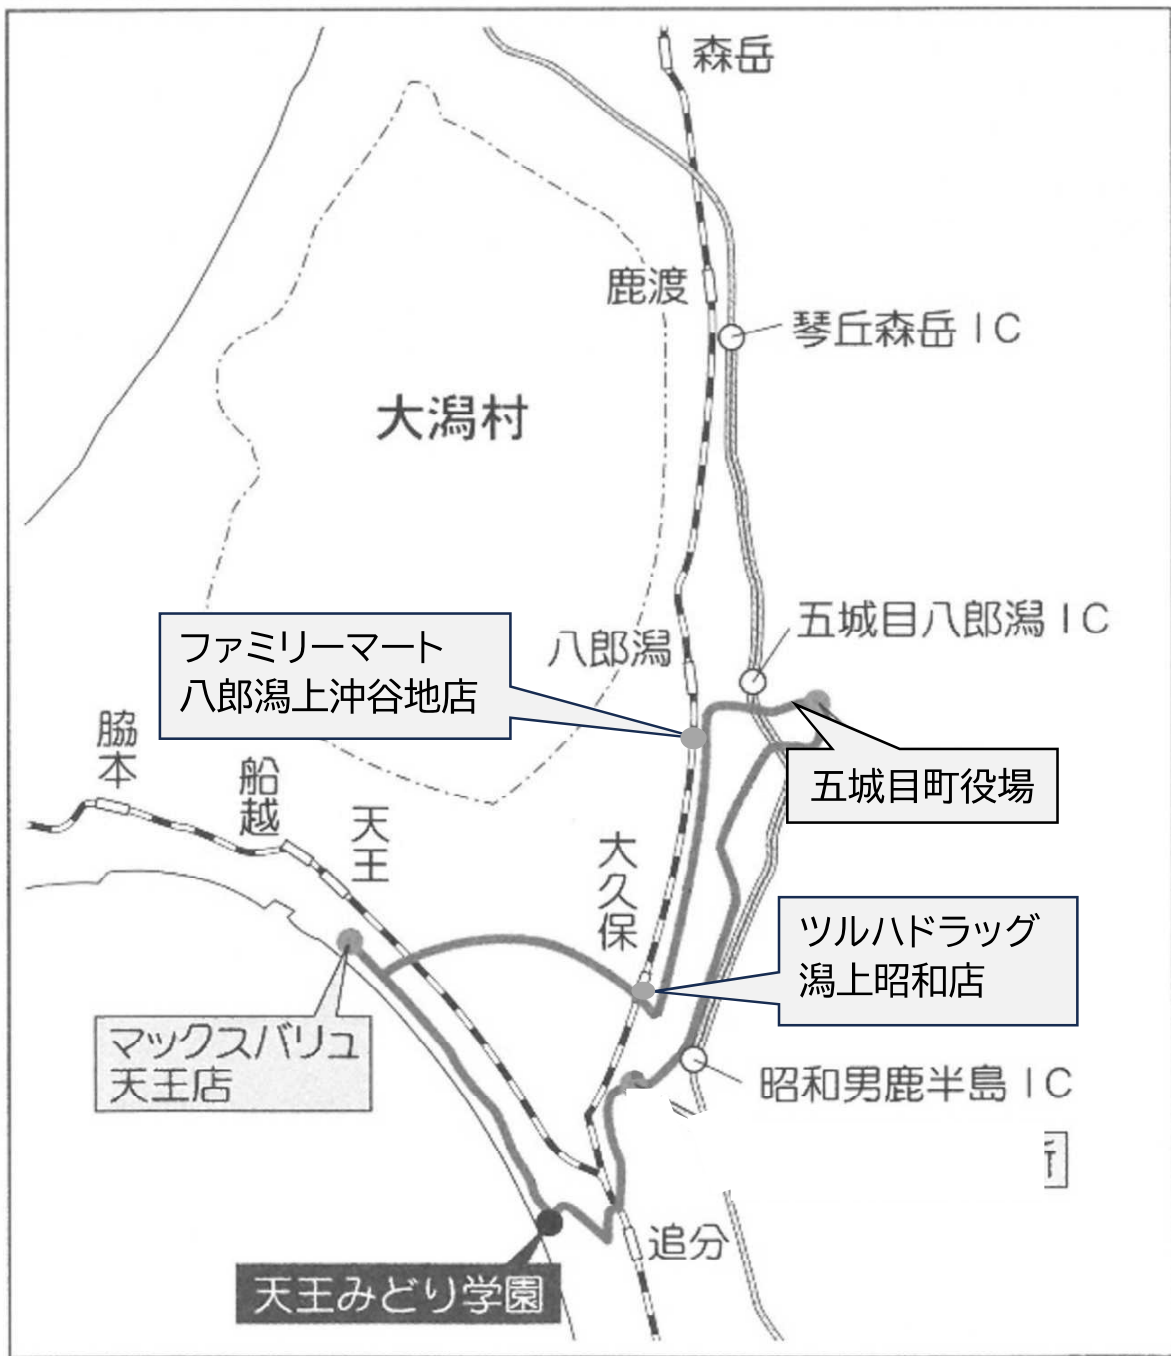 森岳
鹿渡
琴丘森岳IC
大潟村
五城目八郎潟IC
ファミリーマート
八郎潟上沖谷地店
八郎潟
脇本
船越
天王
五城目町役場
大久保
ツルハドラッグ
潟上昭和店
マックスバリュ
天王店
昭和男鹿半島IC
追分
天王みどり学園